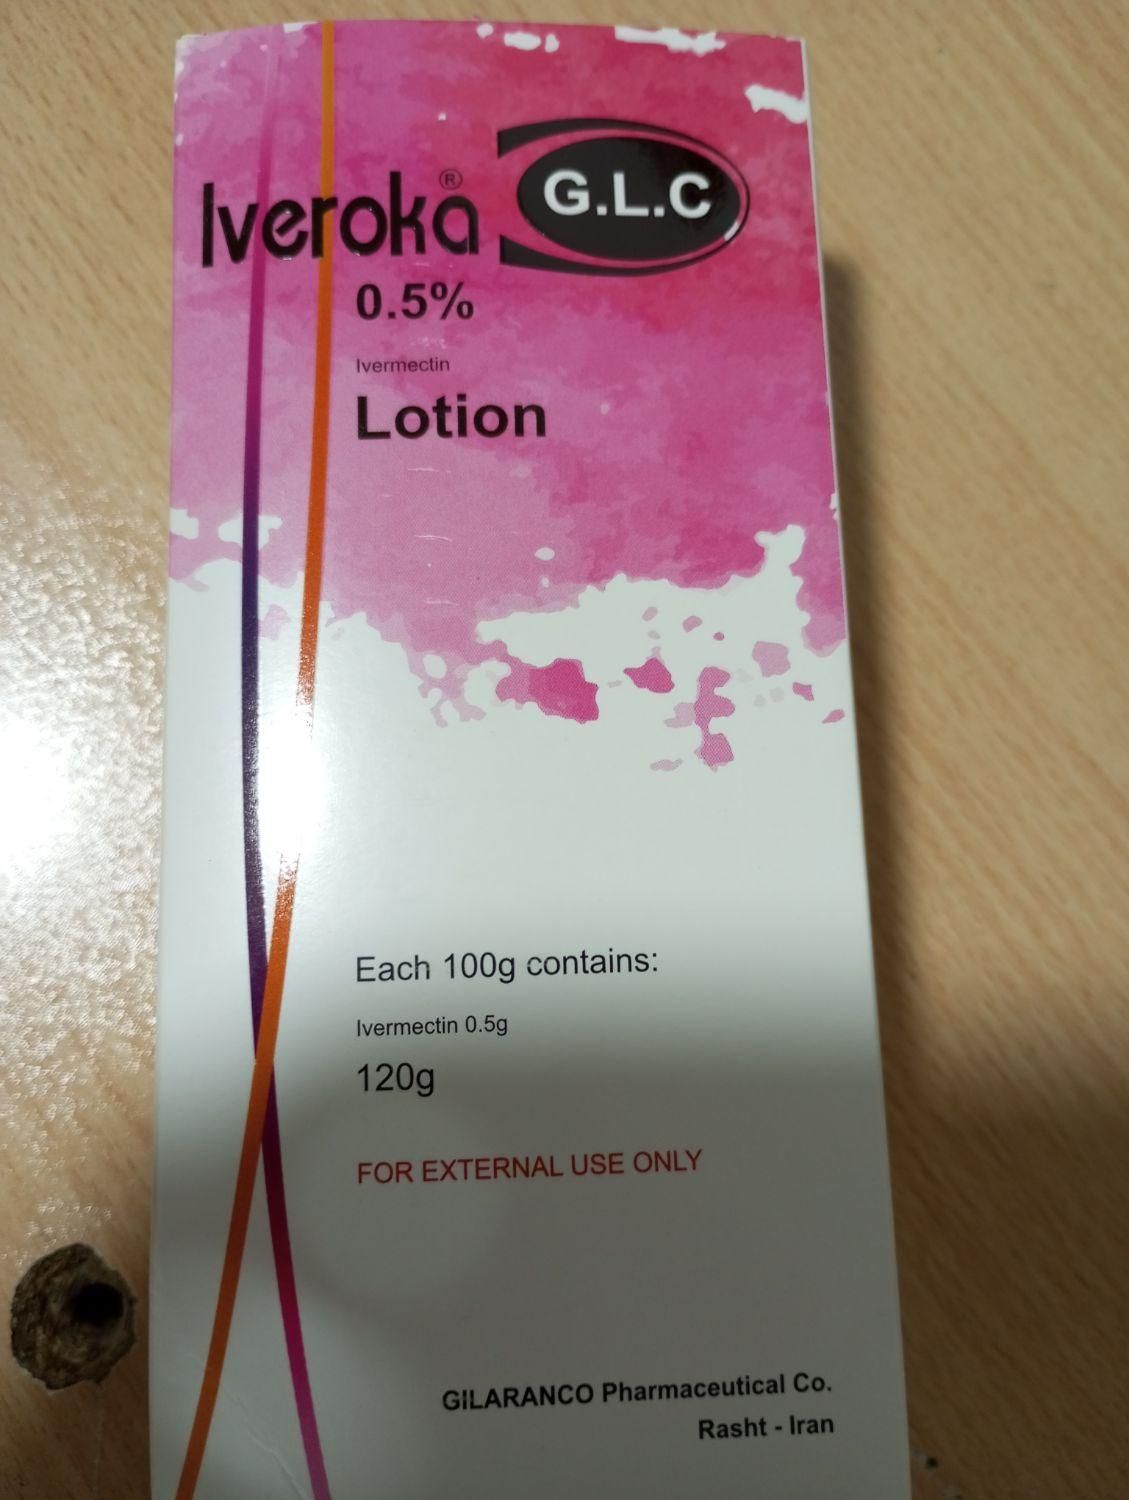 Iveroka®
G.L.C
0.5%
Ivermectin
Lotion
Each 100g contains:
Ivermectin 0.5g
120g
FOR EXTERNAL USE ONLY
GILARANCO Pharmaceutical Co.
Rasht - Iran